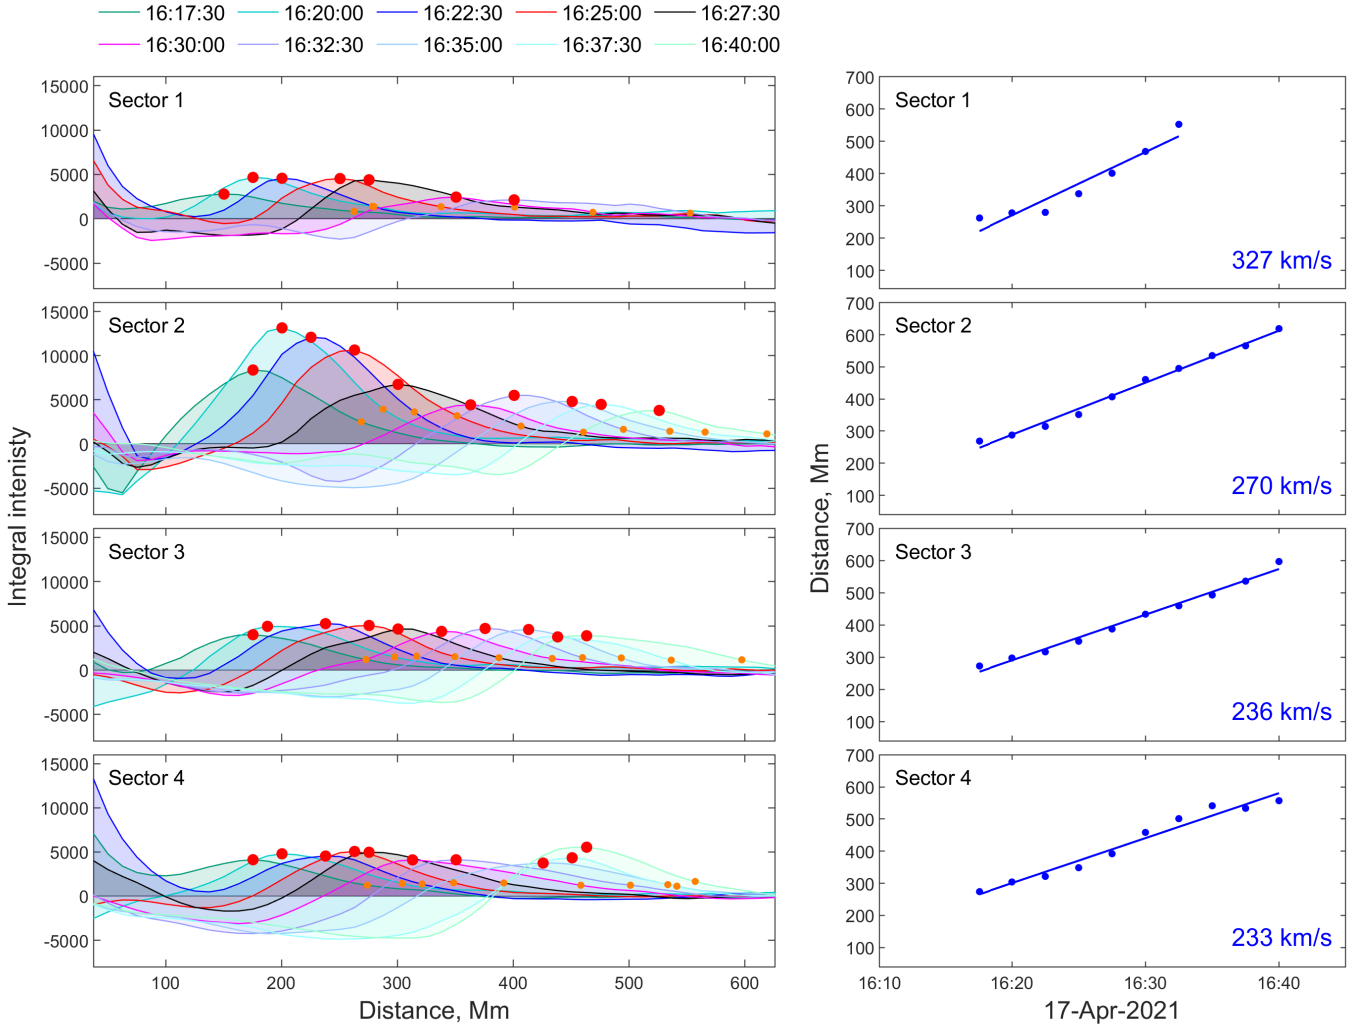 16:17:30 16:20:00 16:22:30 16:25:00 16:27:30
16:30:00 16:32:30 16:35:00 16:37:30 16:40:00
Integral intenisty
Sector 1
15000
10000
5000
0
-5000
Sector 2
15000
10000
5000
0
-5000
Sector 3
15000
10000
5000
0
-5000
Sector 4
15000
10000
5000
0
-5000
100 200 300 400 500 600
Distance, Mm
Distance, Mm
Sector 1
700
600
500
400
300
200
100
327 km/s
Sector 2
700
600
500
400
300
200
100
270 km/s
Sector 3
700
600
500
400
300
200
100
236 km/s
Sector 4
700
600
500
400
300
200
100
233 km/s
16:10 16:20 16:30 16:40
17-Apr-2021